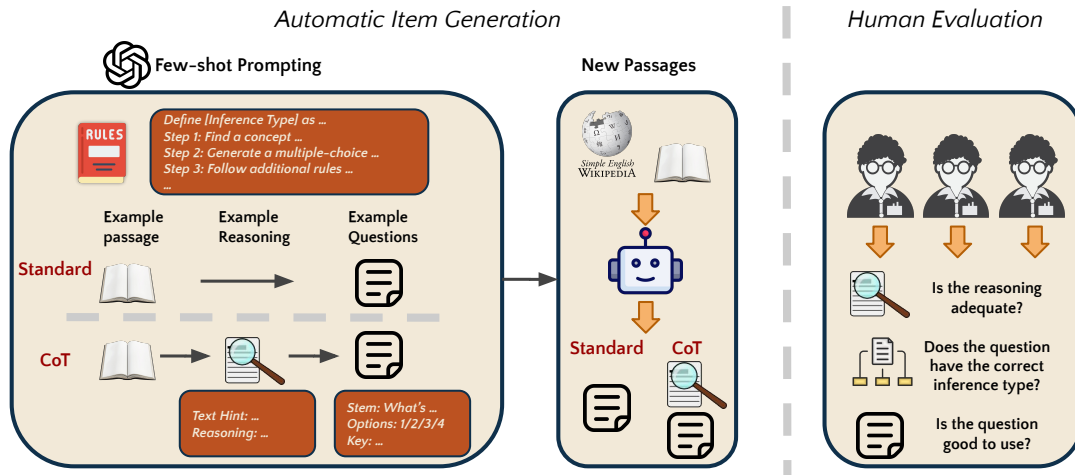 Automatic Item Generation
Human Evaluation
Few-shot Prompting
New Passages
RULES
Define [Inference Type] as ...
Step 1: Find a concept ...
Step 2: Generate a multiple-choice ...
Step 3: Follow additional rules ...
...
Example
passage
Example
Reasoning
Example
Questions
Standard
CoT
Text Hint: ...
Reasoning: ...
Stem: What's ...
Options: 1/2/3/4
Key: ...
Simple English
WIKIPEDIA
Standard
CoT
Is the reasoning
adequate?
Does the question
have the correct
inference type?
Is the question
good to use?